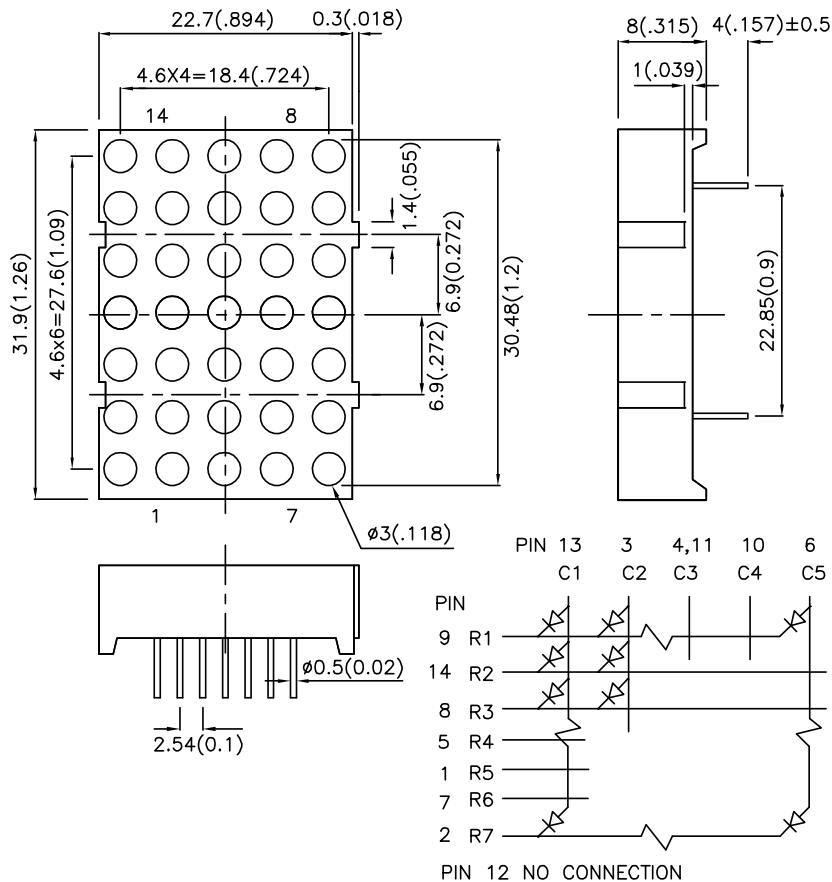 22.7(.894)
0.3(.018)
4.6X4=18.4(.724)
14
8
31.9(1.26)
4.6x6=27.6(1.09)
1.4(.055)
6.9(0.272)
6.9(.272)
30.48(1.2)
1
7
ø3(.118)
8(.315)
4(.157)±0.5
1(.039)
22.85(0.9)
ø0.5(0.02)
2.54(0.1)
PIN 13 3 4,11 10 6
C1 C2 C3 C4 C5
PIN
9 R1
14 R2
8 R3
5 R4
1 R5
7 R6
2 R7
PIN 12 NO CONNECTION